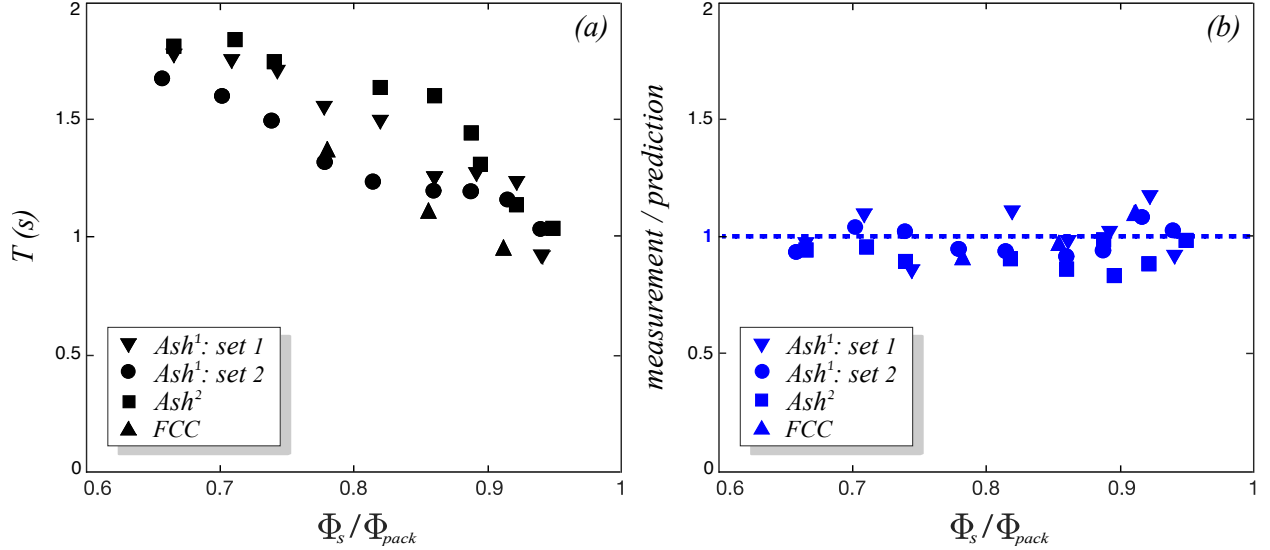 (a)
2
1.5
1
0.5
0
T (s)
Ash¹: set 1
Ash¹: set 2
Ash²
FCC
0.6 0.7 0.8 0.9 1
Φs/Φpack
(b)
2
1.5
1
0.5
0
measurement / prediction
Ash¹: set 1
Ash¹: set 2
Ash²
FCC
0.6 0.7 0.8 0.9 1
Φs/Φpack